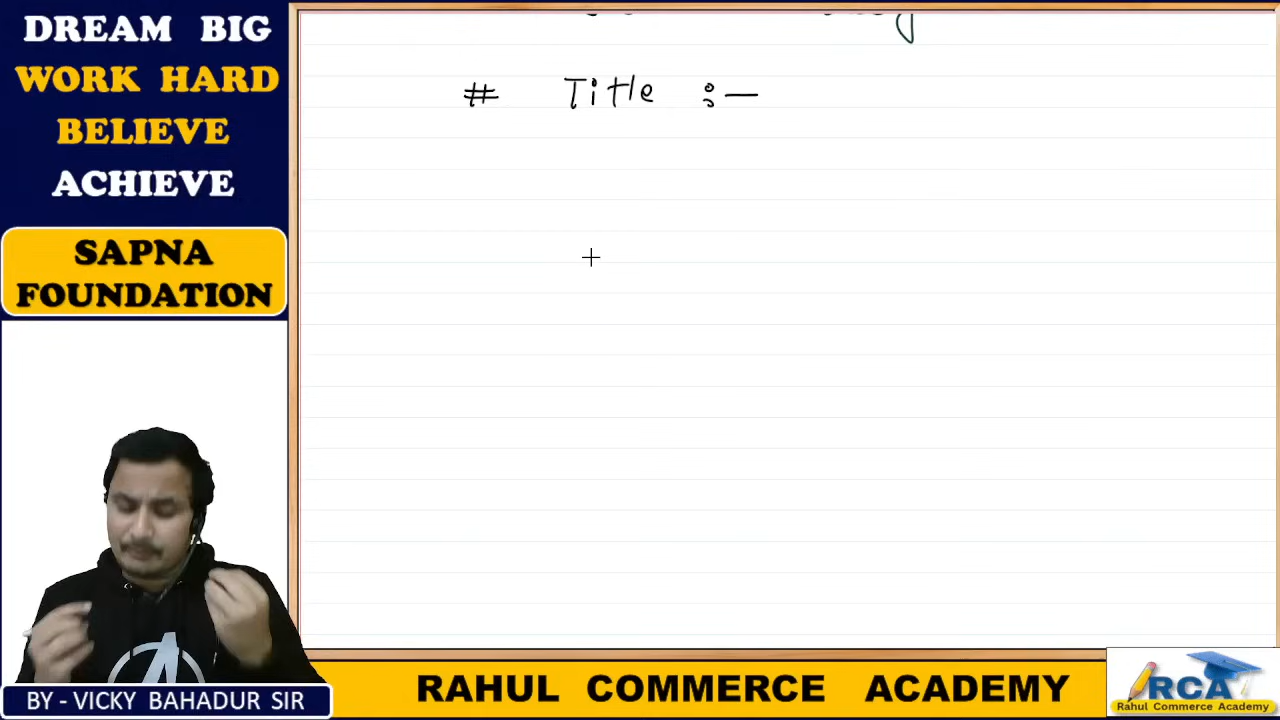 DREAM BIG
WORK HARD
BELIEVE
ACHIEVE
SAPNA
FOUNDATION
# Title :-
BY - VICKY BAHADUR SIR
RAHUL COMMERCE ACADEMY
RCA
Rahul Commerce Academy